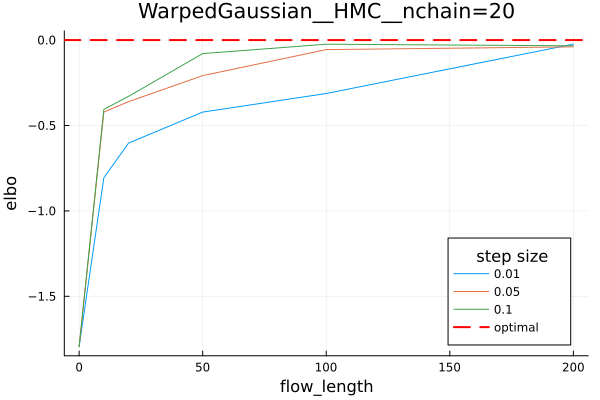 WarpedGaussian__HMC__nchain=20
elbo
0.0
−0.5
−1.0
−1.5
step size
0.01
0.05
0.1
optimal
0 50 100 150 200
flow_length